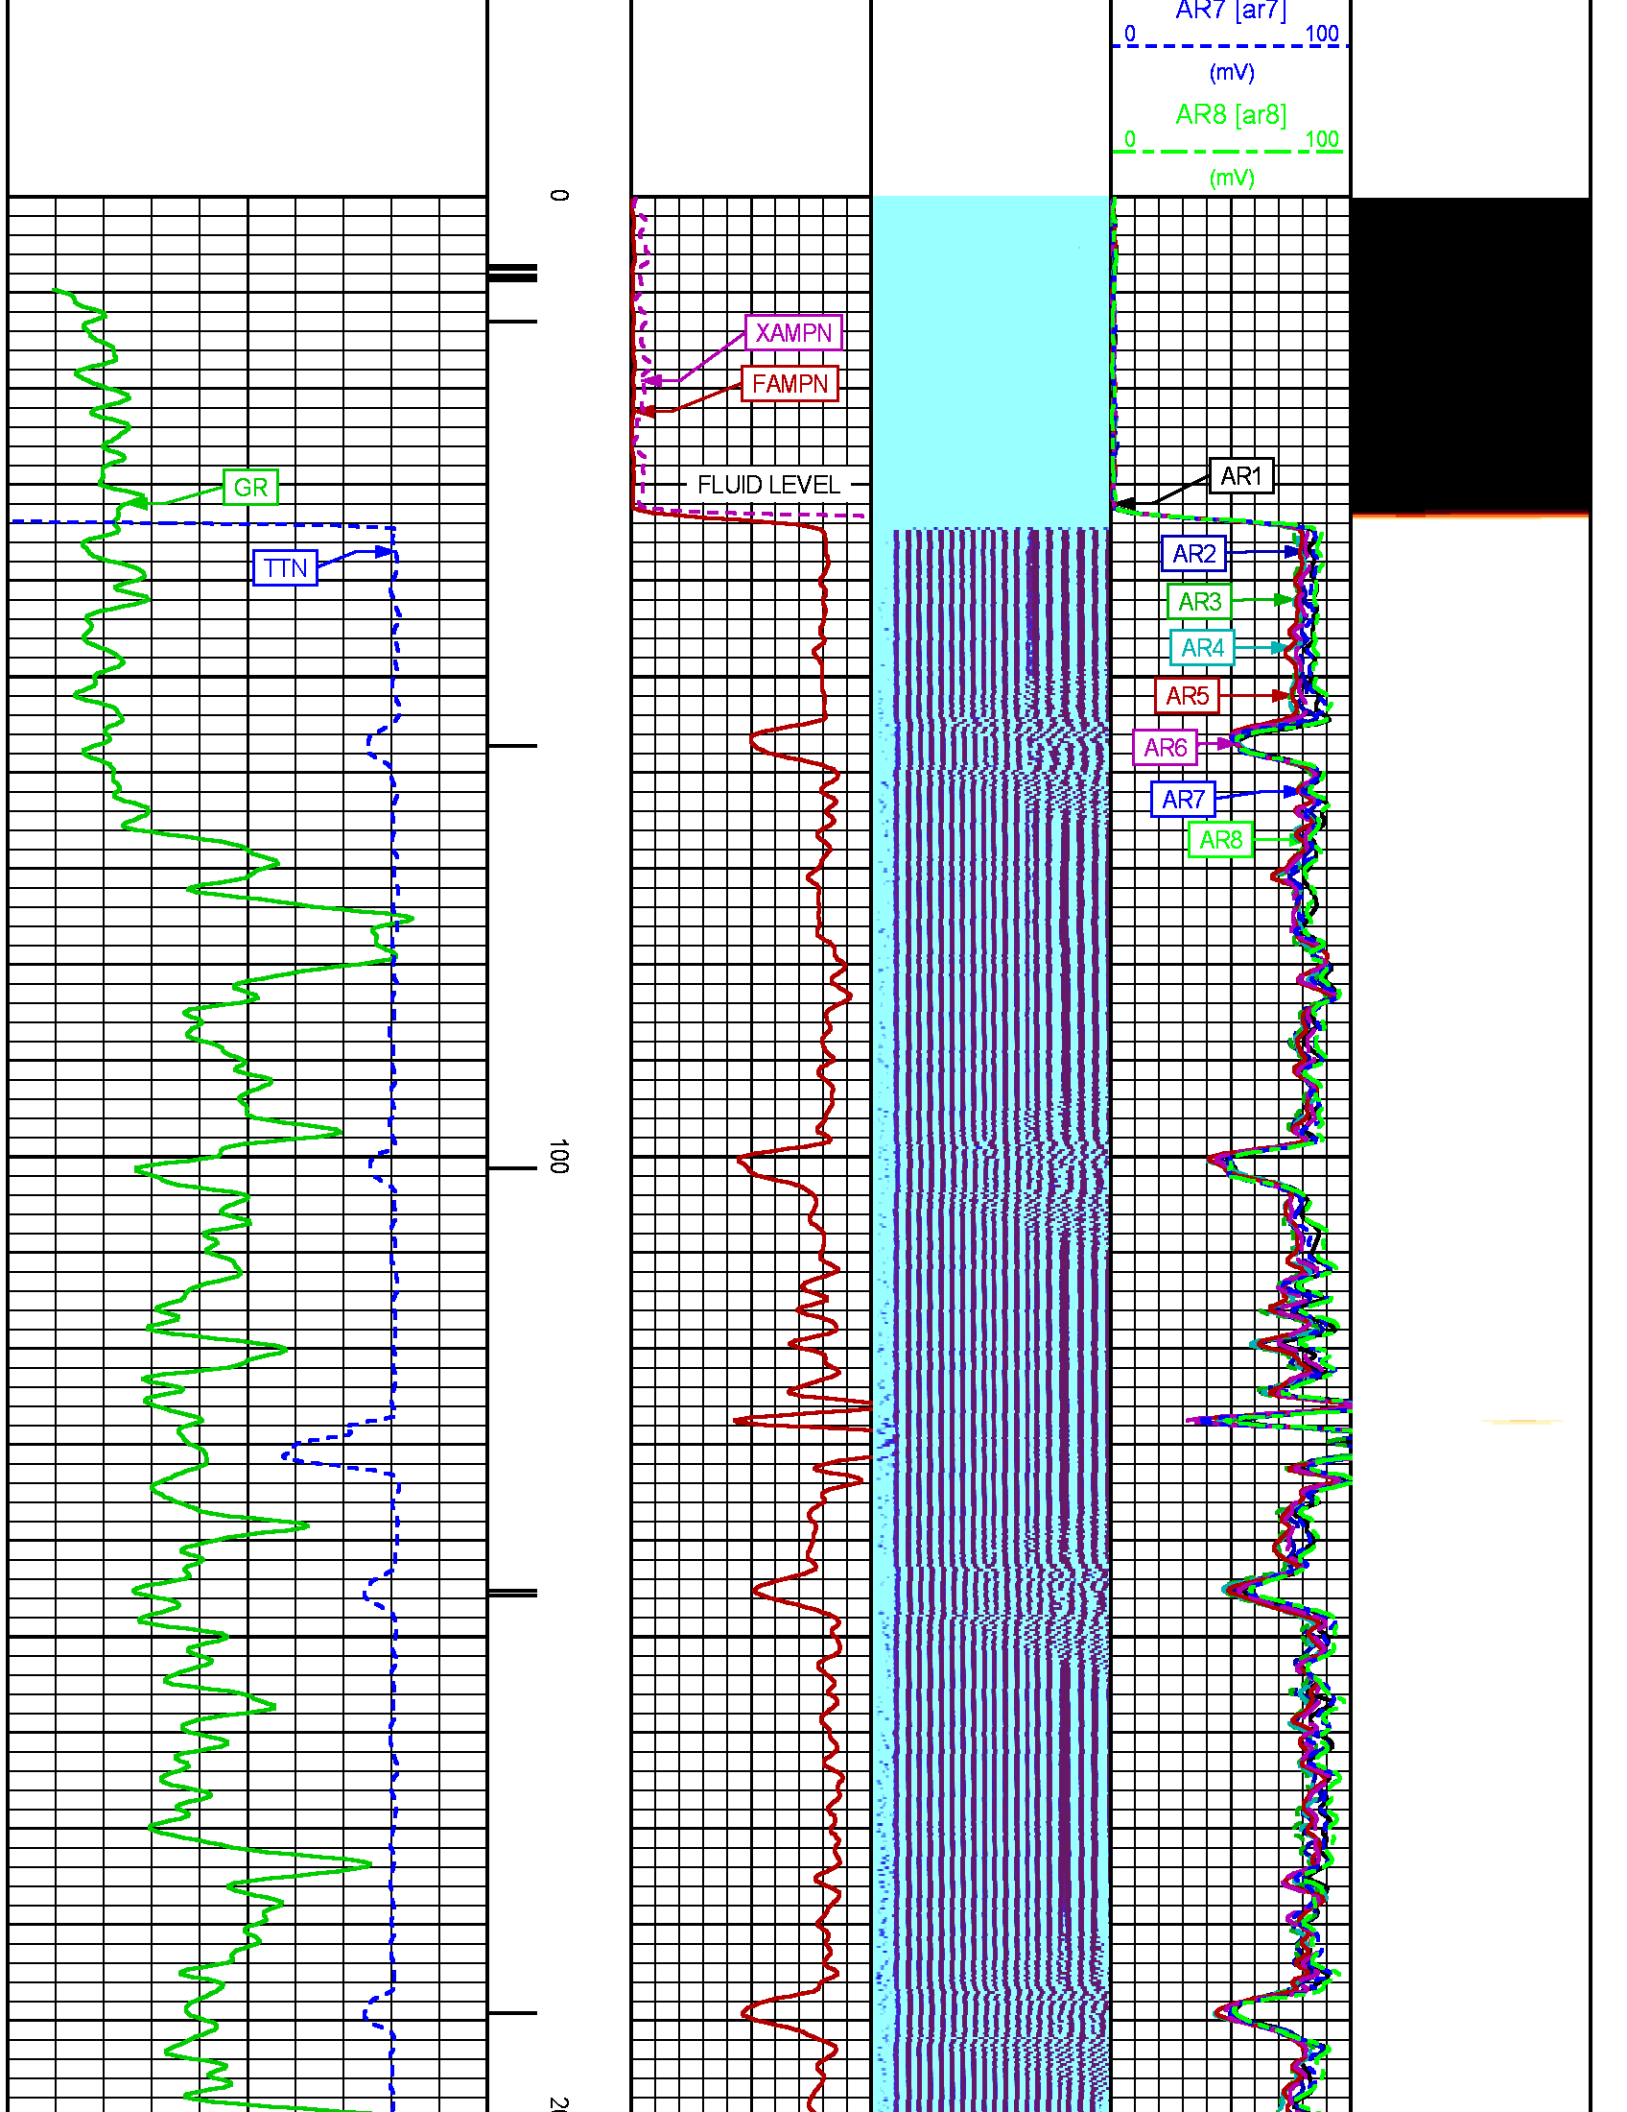 AR7 [ar7]
0 100
(mV)
AR8 [ar8]
0 100
(mV)
0
XAMPN
FAMPN
FLUID LEVEL
AR1
GR
TTN
AR2
AR3
AR4
AR5
AR6
AR7
AR8
100